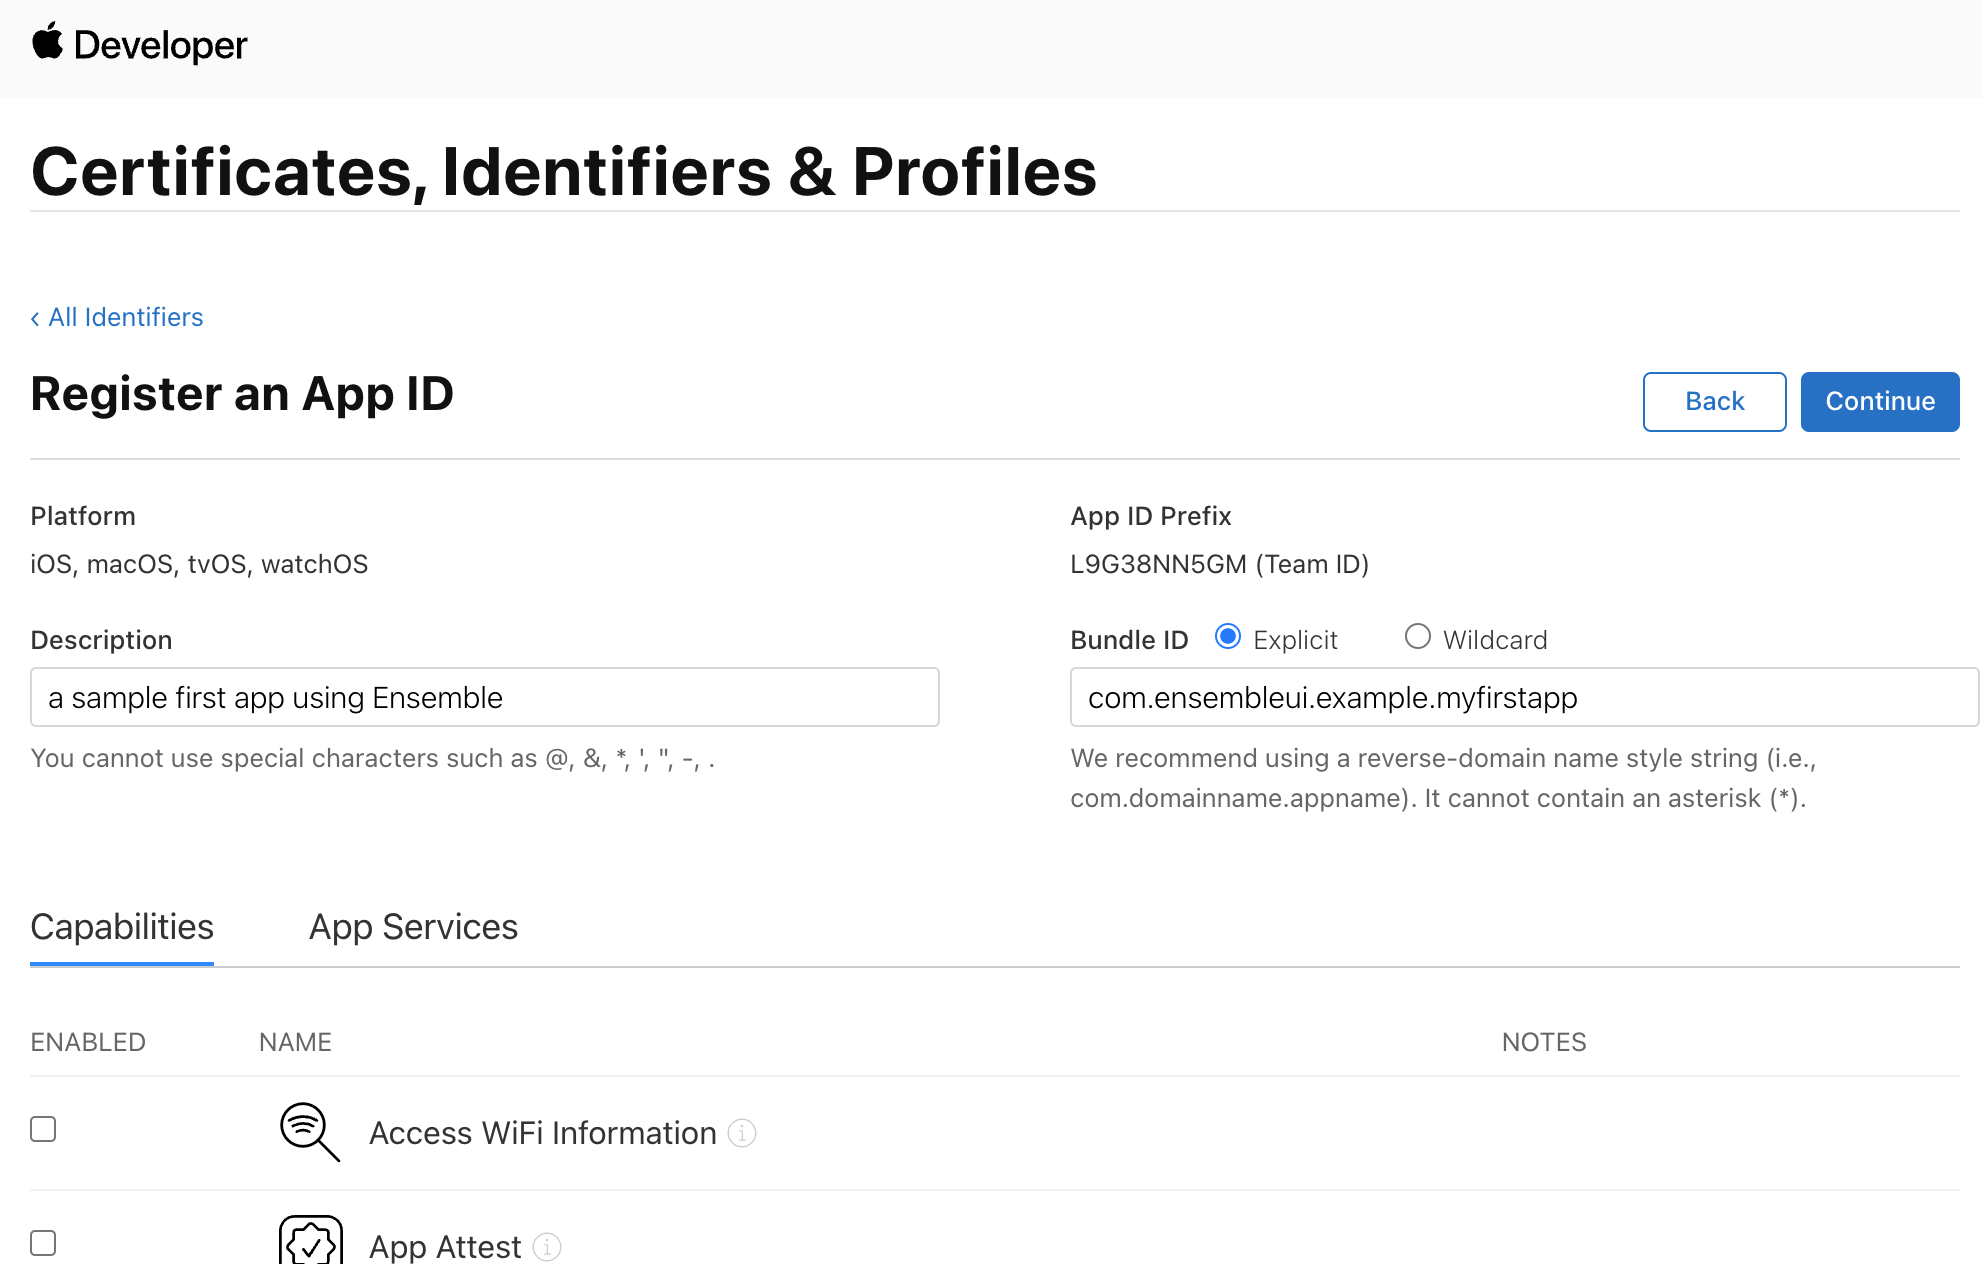 Developer
Certificates, Identifiers & Profiles
‹ All Identifiers
Register an App ID
Back
Continue
Platform
iOS, macOS, tvOS, watchOS
App ID Prefix
L9G38NN5GM (Team ID)
Description
a sample first app using Ensemble
You cannot use special characters such as @, &, *, ', ", -, .
Bundle ID
Explicit
Wildcard
com.ensembleui.example.myfirstapp
We recommend using a reverse-domain name style string (i.e.,
com.domainname.appname). It cannot contain an asterisk (*).
Capabilities
App Services
ENABLED
NAME
NOTES
Access WiFi Information
App Attest